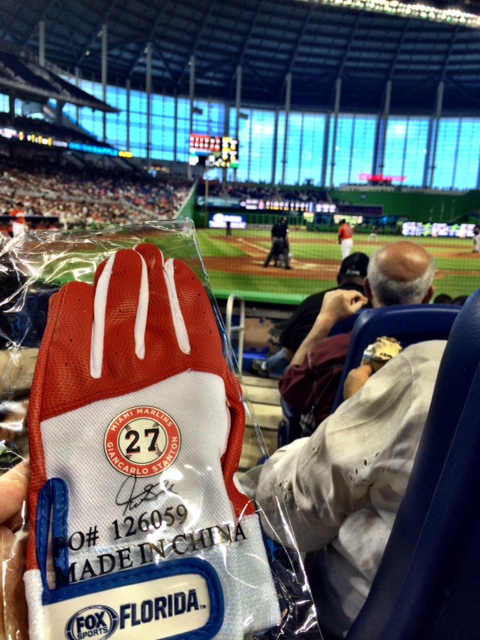 MIAMI MARLINS
27
GIANCARLO STANTON
PO# 126059
MADE IN CHINA
FOX SPORTS FLORIDA